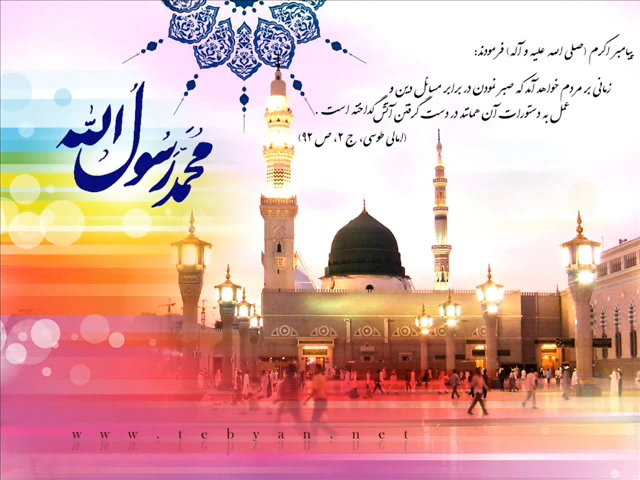 پیامبر اکرم (صلی الله علیه و آله) فرمودند:
زمانی بر مردم خواهد آمد که صبر نمودن در برابر مسائل دین و
عمل به دستورات آن همانند در دست گرفتن آتش گداخته است .
(امالی طوسی، ج ۲، ص ۹۲)
محمد رسول الله
www.tebyan.net